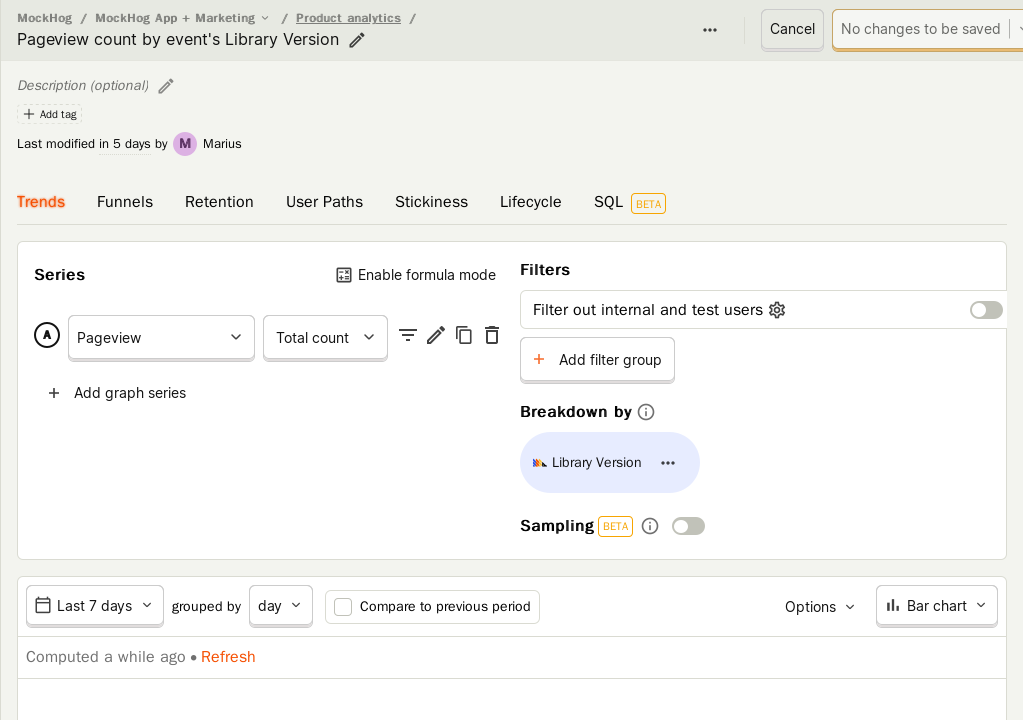 MockHog / MockHog App + Marketing / Product analytics /
Pageview count by event's Library Version
Cancel
No changes to be saved
Description (optional)
Add tag
Last modified in 5 days by M Marius
Trends Funnels Retention User Paths Stickiness Lifecycle SQL BETA
Series
Enable formula mode
A Pageview Total count
Add graph series
Filters
Filter out internal and test users
Add filter group
Breakdown by
Library Version
Sampling BETA
Last 7 days grouped by day Compare to previous period Options Bar chart
Computed a while ago • Refresh